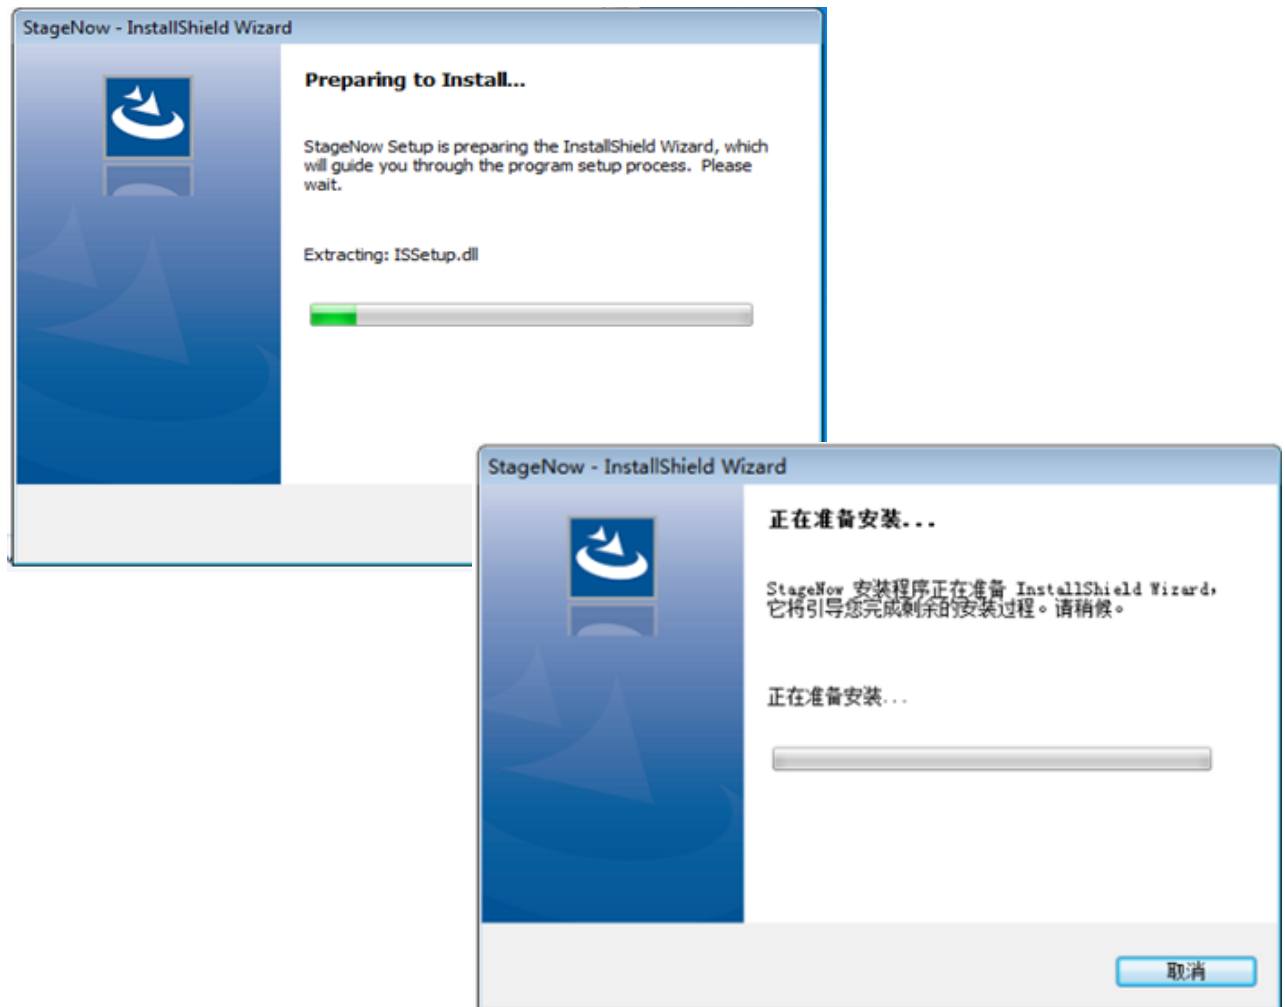 StageNow - InstallShield Wizard
Preparing to Install...
StageNow Setup is preparing the InstallShield Wizard, which
will guide you through the program setup process.  Please
wait.
Extracting: ISSetup.dll
StageNow - InstallShield Wizard
正在准备安装...
StageNow 安装程序正在准备 InstallShield Wizard，
它将引导您完成剩余的安装过程。请稍候。
正在准备安装...
取消